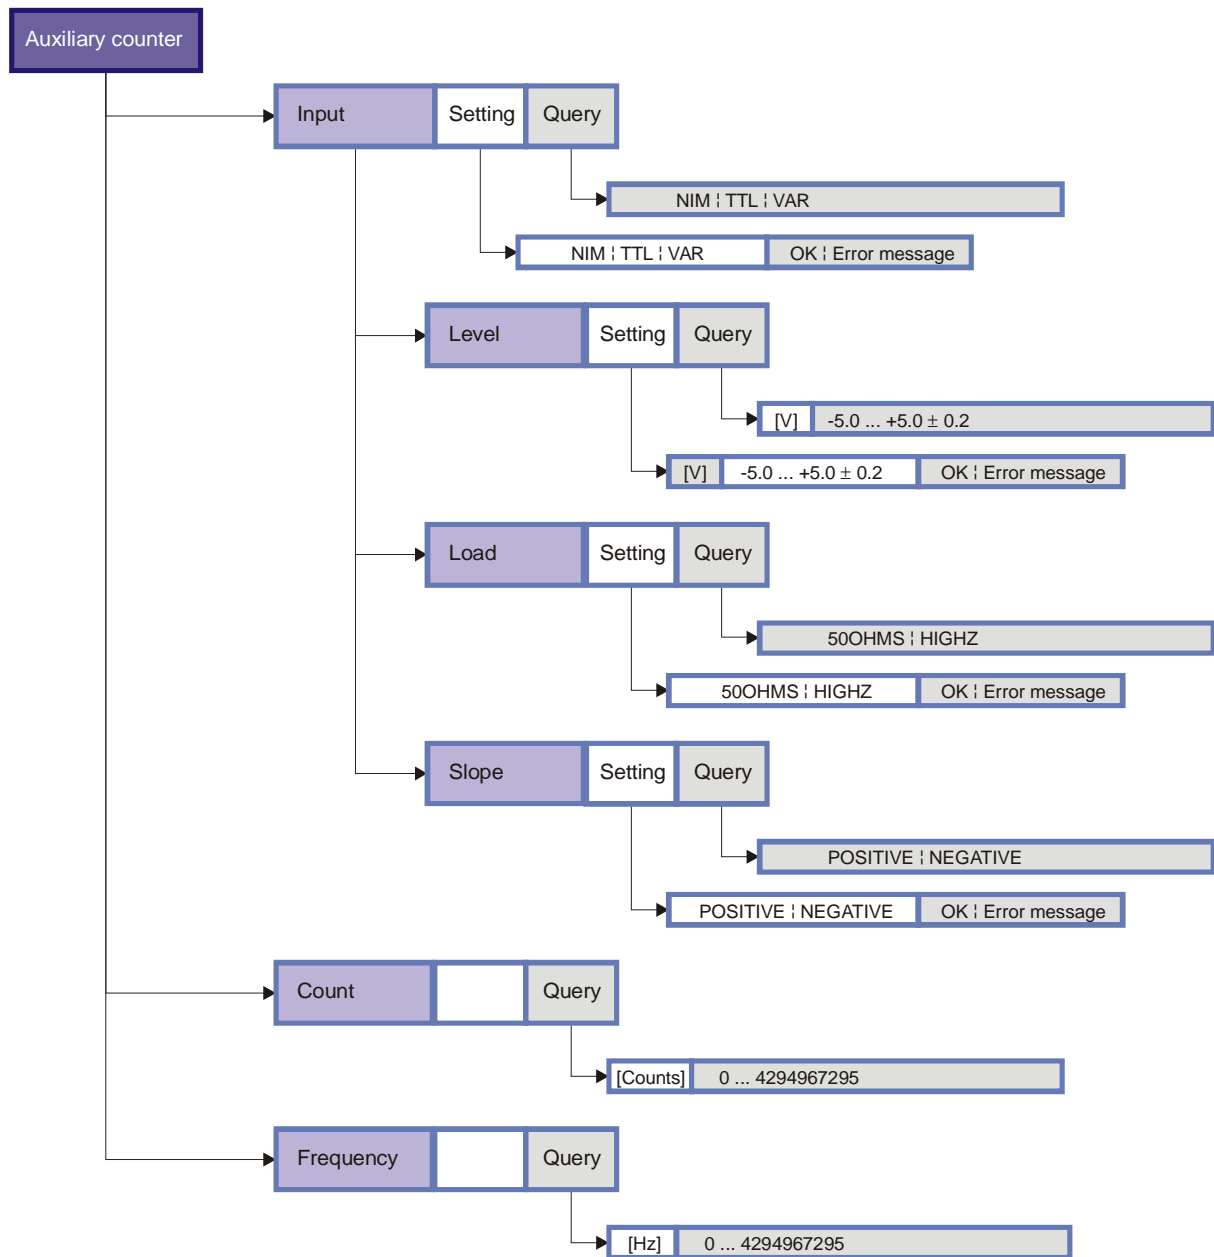 Auxiliary counter
Input Setting Query
NIM ¦ TTL ¦ VAR
NIM ¦ TTL ¦ VAR OK ¦ Error message
Level Setting Query
[V] -5.0 ... +5.0 ± 0.2
[V] -5.0 ... +5.0 ± 0.2 OK ¦ Error message
Load Setting Query
50OHMS ¦ HIGHZ
50OHMS ¦ HIGHZ OK ¦ Error message
Slope Setting Query
POSITIVE ¦ NEGATIVE
POSITIVE ¦ NEGATIVE OK ¦ Error message
Count Query
[Counts] 0 ... 4294967295
Frequency Query
[Hz] 0 ... 4294967295